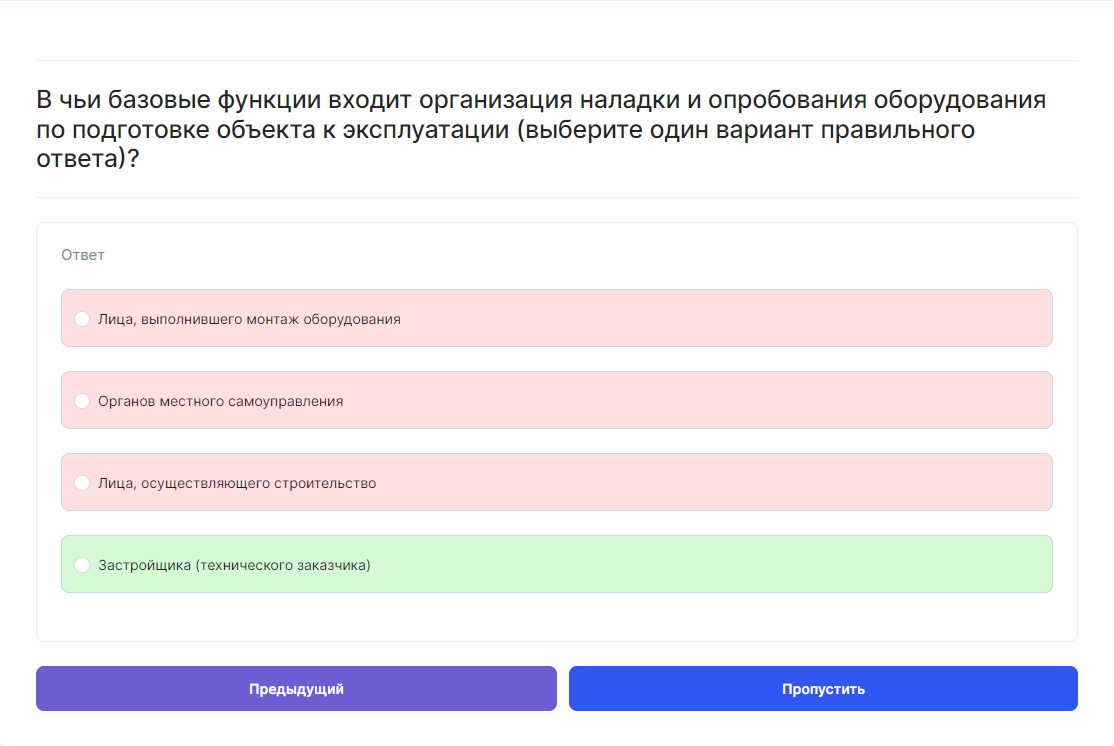 В чьи базовые функции входит организация наладки и опробования оборудования
по подготовке объекта к эксплуатации (выберите один вариант правильного
ответа)?
Ответ
Лица, выполнившего монтаж оборудования
Органов местного самоуправления
Лица, осуществляющего строительство
Застройщика (технического заказчика)
Предыдущий
Пропустить